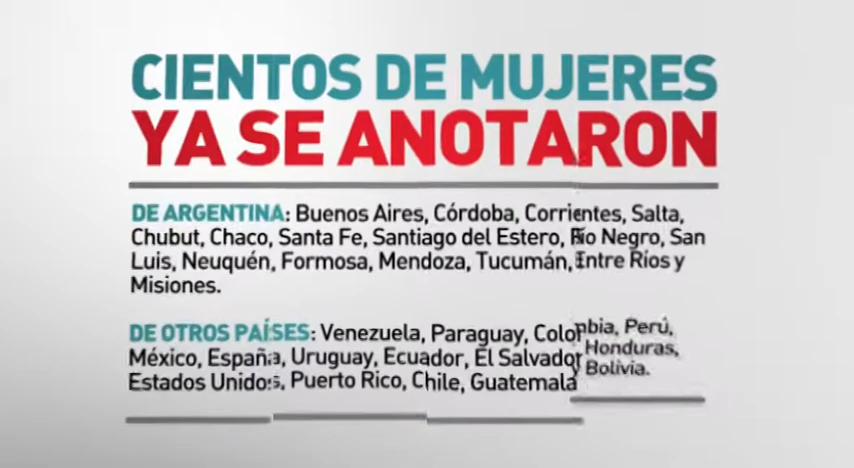 CIENTOS DE MUJERES
YA SE ANOTARON
DE ARGENTINA: Buenos Aires, Córdoba, Corrientes, Salta,
Chubut, Chaco, Santa Fe, Santiago del Estero, Río Negro, San
Luis, Neuquén, Formosa, Mendoza, Tucumán, Entre Ríos y
Misiones.
DE OTROS PAÍSES: Venezuela, Paraguay, Colombia, Perú,
México, España, Uruguay, Ecuador, El Salvador, Honduras,
Estados Unidos, Puerto Rico, Chile, Guatemala y Bolivia.